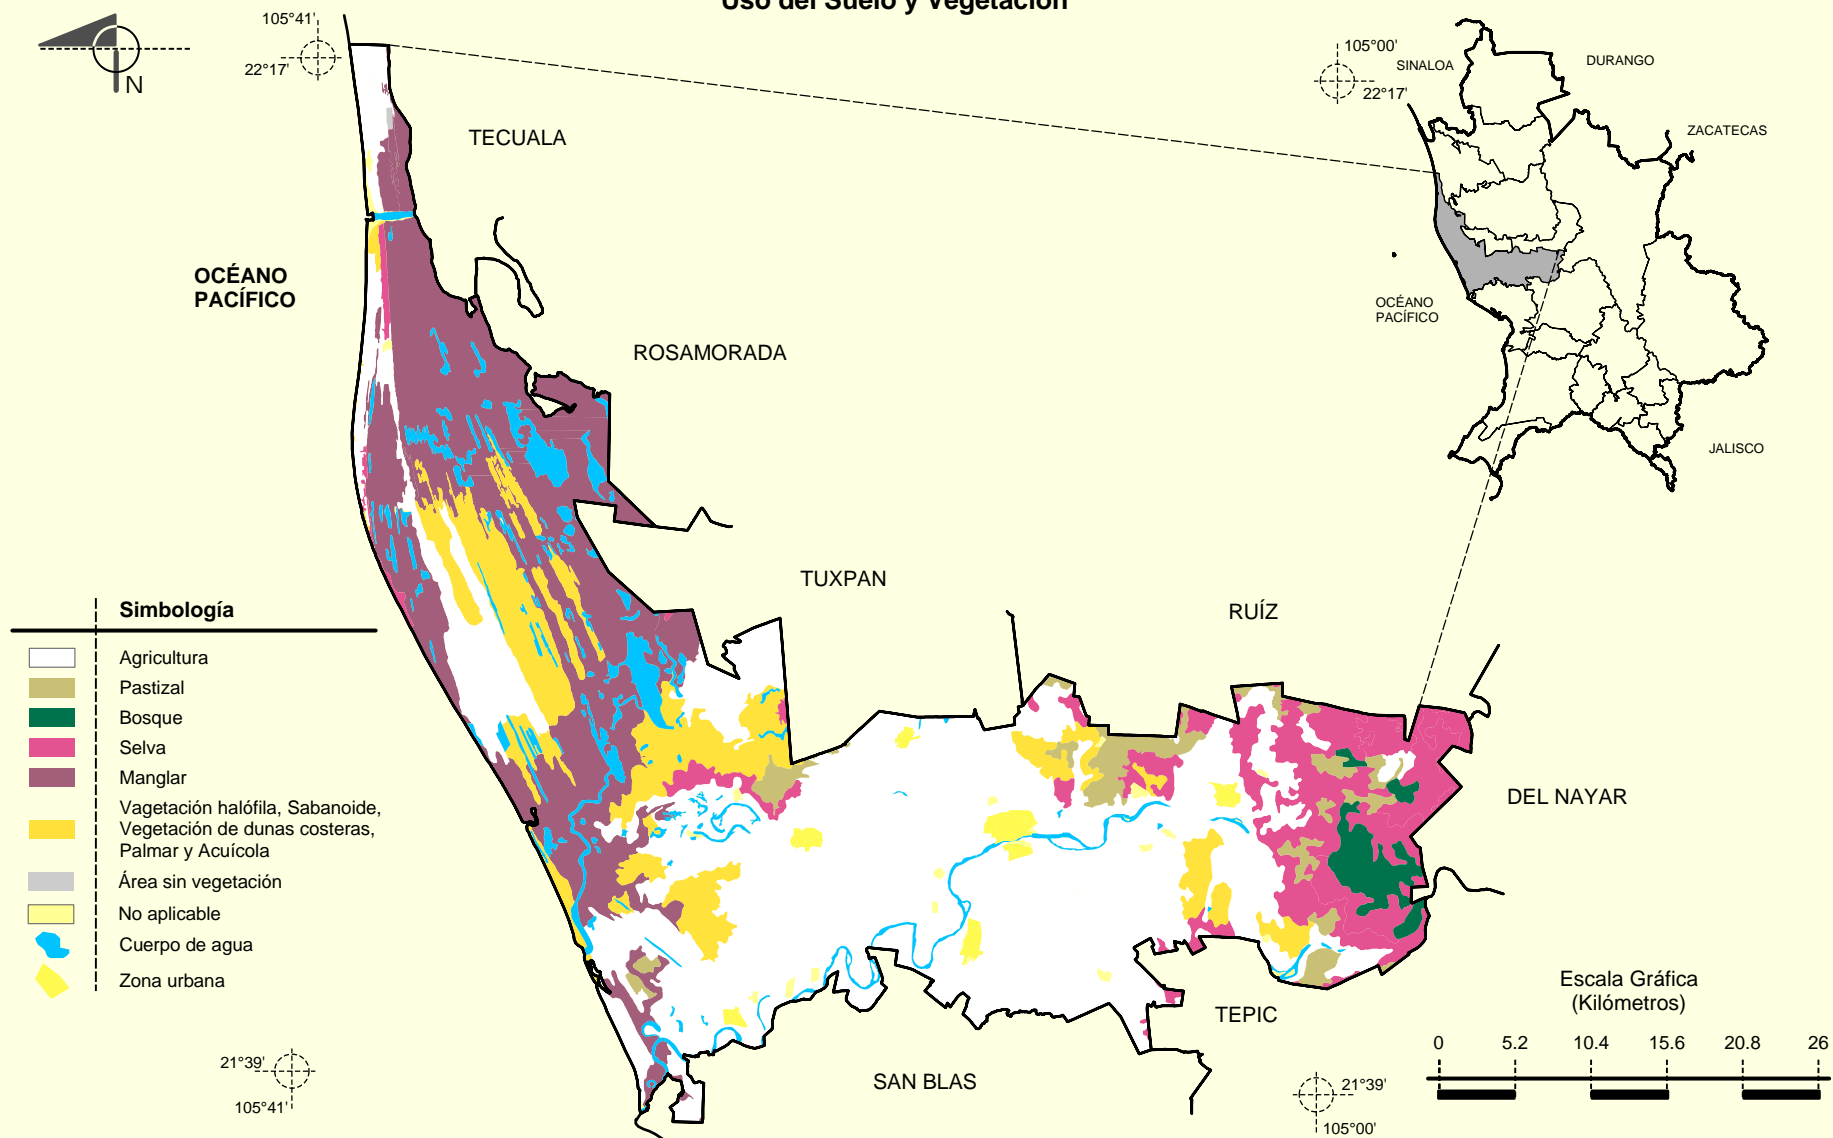 Uso del Suelo y Vegetación
105°41'
22°17'
N
TECUALA
OCÉANO
PACÍFICO
ROSAMORADA
TUXPAN
RUÍZ
DEL NAYAR
TEPIC
SAN BLAS
105°00'
22°17'
SINALOA
DURANGO
ZACATECAS
OCÉANO
PACÍFICO
JALISCO
Simbología
Agricultura
Pastizal
Bosque
Selva
Manglar
Vagetación halófila, Sabanoide,
Vegetación de dunas costeras,
Palmar y Acuícola
Área sin vegetación
No aplicable
Cuerpo de agua
Zona urbana
21°39'
105°41'
21°39'
105°00'
Escala Gráfica
(Kilómetros)
0 5.2 10.4 15.6 20.8 26